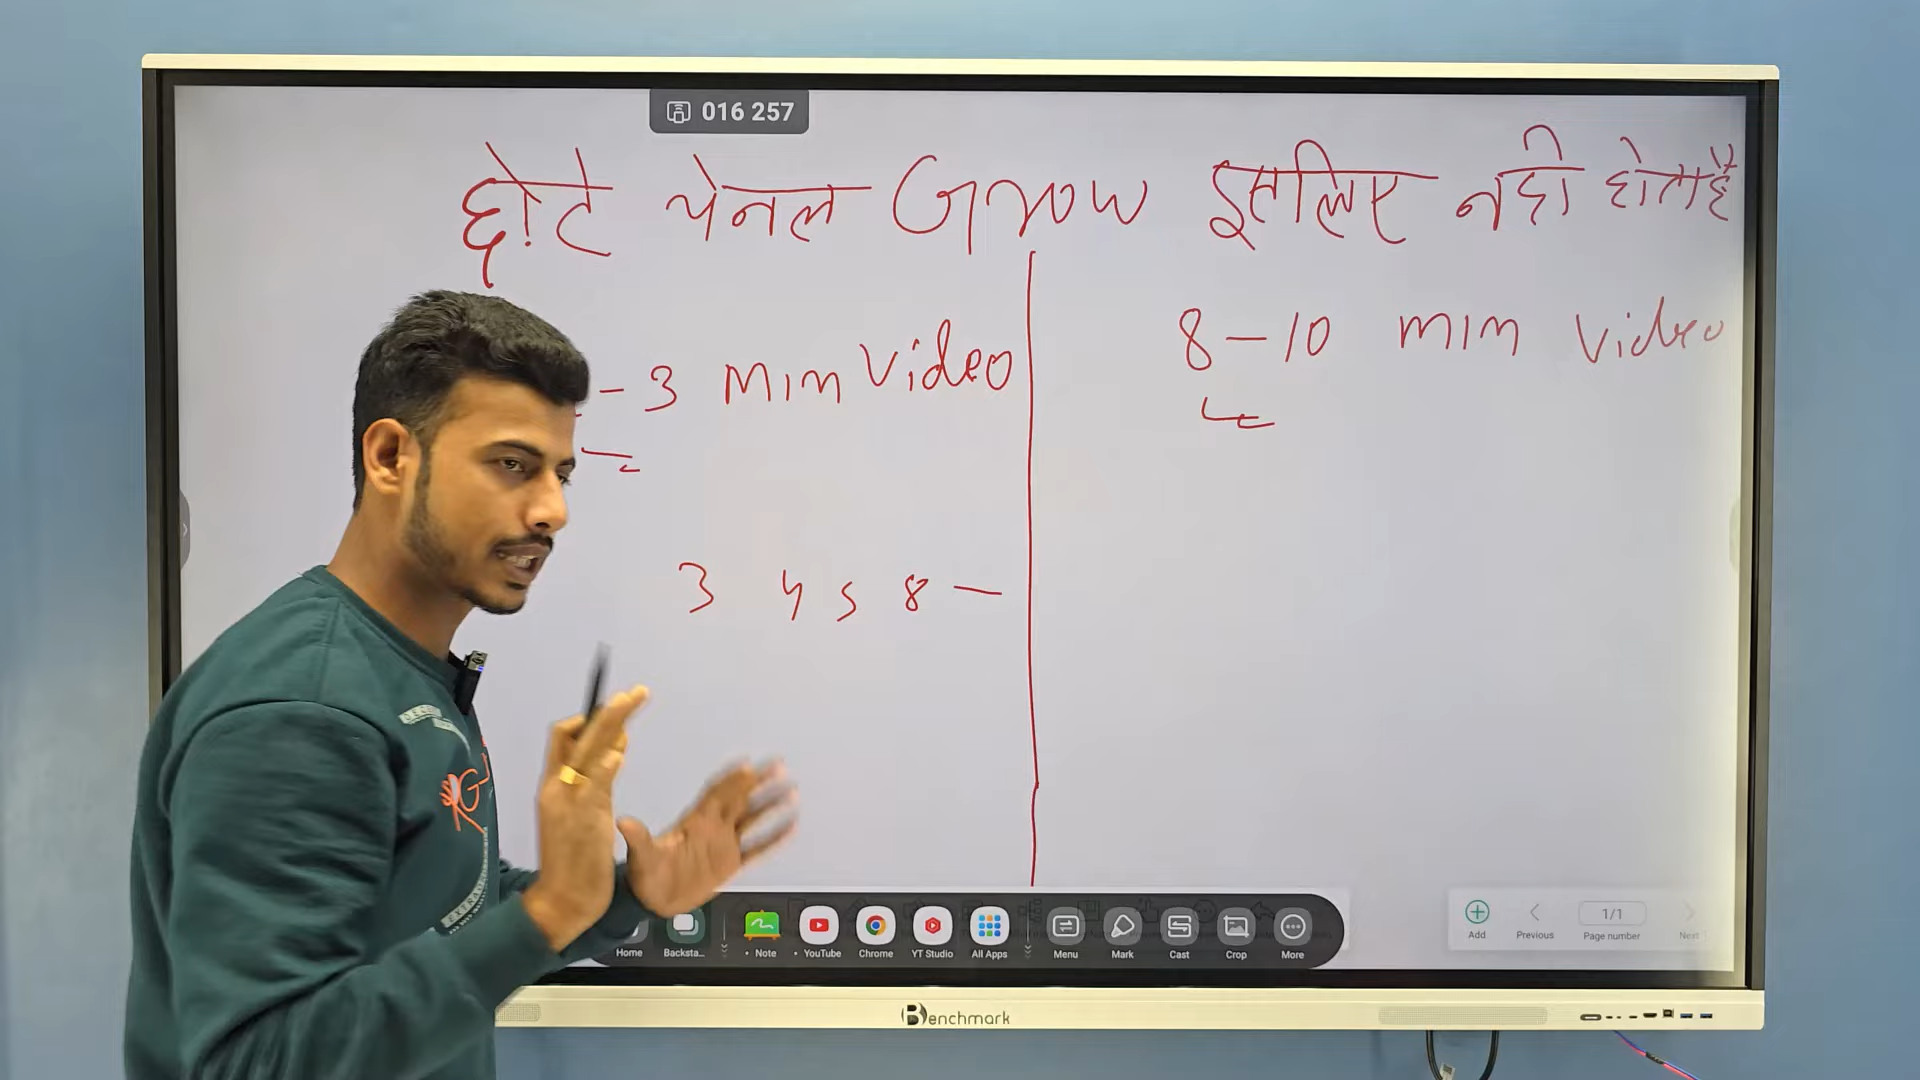 016 257
छोटे चेनल Grow इसलिए नही होता है
- 3 min Video
8 - 10 min Video
3 4 5 8 -
Home Backsta... • Note • YouTube Chrome YT Studio All Apps Menu Mark Cast Crop More
Add Previous 1/1 Page number Next
Benchmark